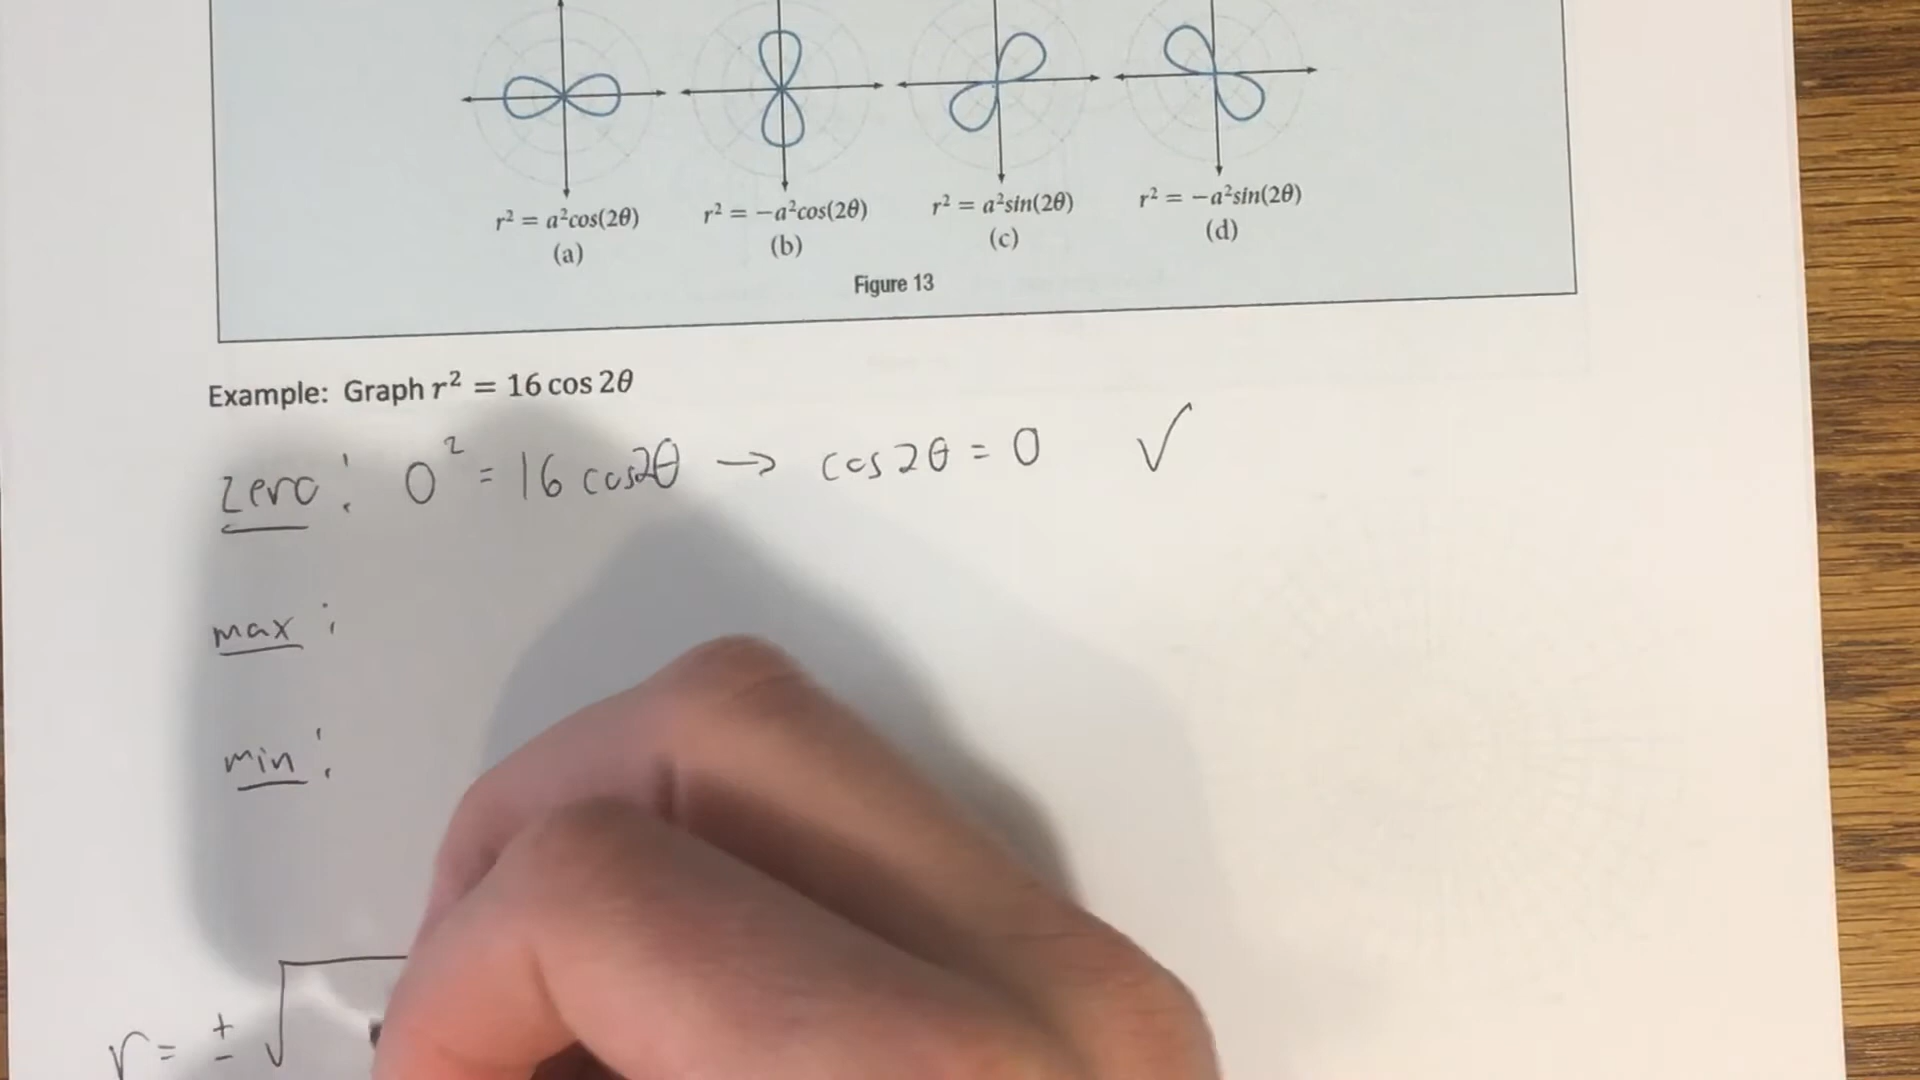 r² = a²cos(2θ) r² = −a²cos(2θ) r² = a²sin(2θ) r² = −a²sin(2θ)
(a) (b) (c) (d)
Figure 13
Example: Graph r² = 16 cos 2θ
zero: 0² = 16 cos2θ → cos 2θ = 0 ✓
max :
min :
r = ± √